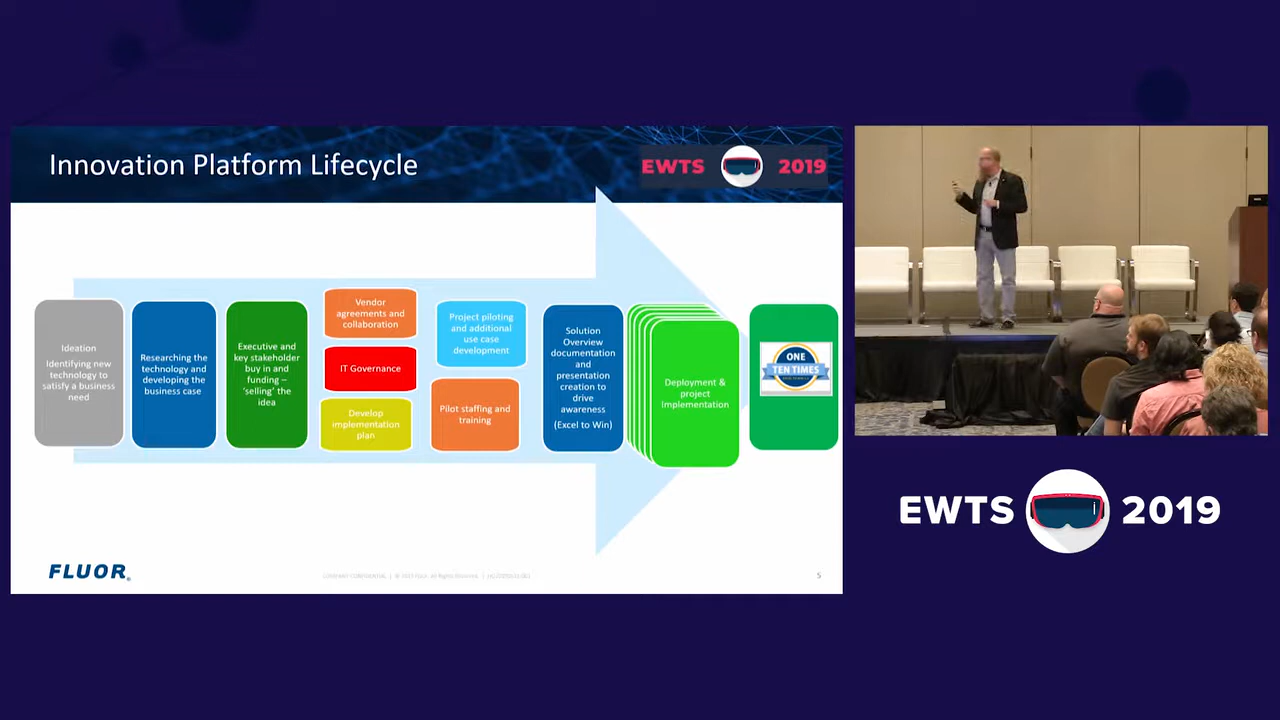 Innovation Platform Lifecycle
EWTS 2019
Ideation
Identifying new
technology to
satisfy a business
need
Researching the
technology and
developing the
business case
Executive and
key stakeholder
buy in and
funding –
'selling' the
idea
Vendor
agreements and
collaboration
IT Governance
Develop
implementation
plan
Project piloting
and additional
use case
development
Pilot staffing and
training
Solution
Overview
documentation
and
presentation
creation to
drive
awareness
(Excel to Win)
Deployment &
project
Implementation
ONE
TEN TIMES
FLUOR
5
EWTS 2019